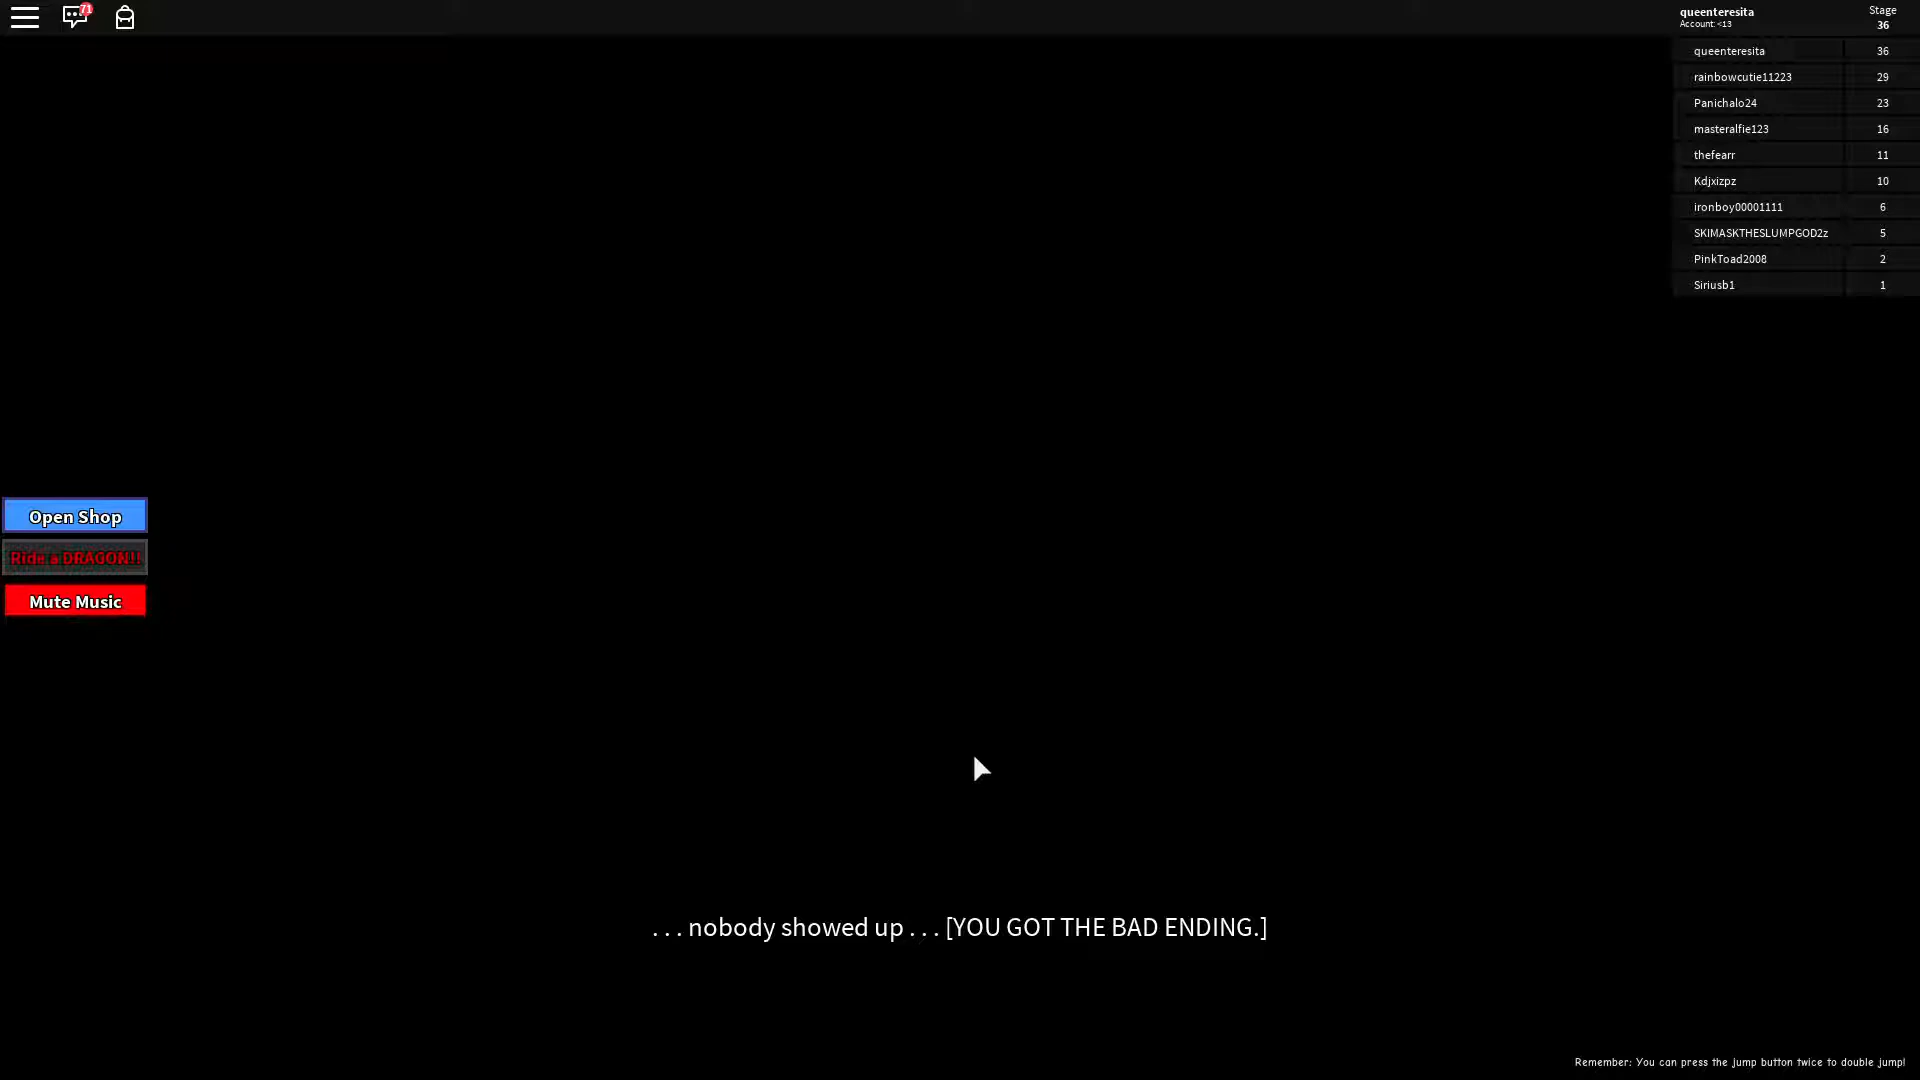 71
queenteresita Stage
Account: <13 36
queenteresita 36
rainbowcutie11223 29
Panichalo24 23
masteralfie123 16
thefearr 11
Kdjxizpz 10
ironboy00001111 6
SKIMASKTHESLUMPGOD2z 5
PinkToad2008 2
Siriusb1 1
Open Shop
Ride a DRAGON!!
Mute Music
. . . nobody showed up . . . [YOU GOT THE BAD ENDING.]
Remember: You can press the jump button twice to double jump!